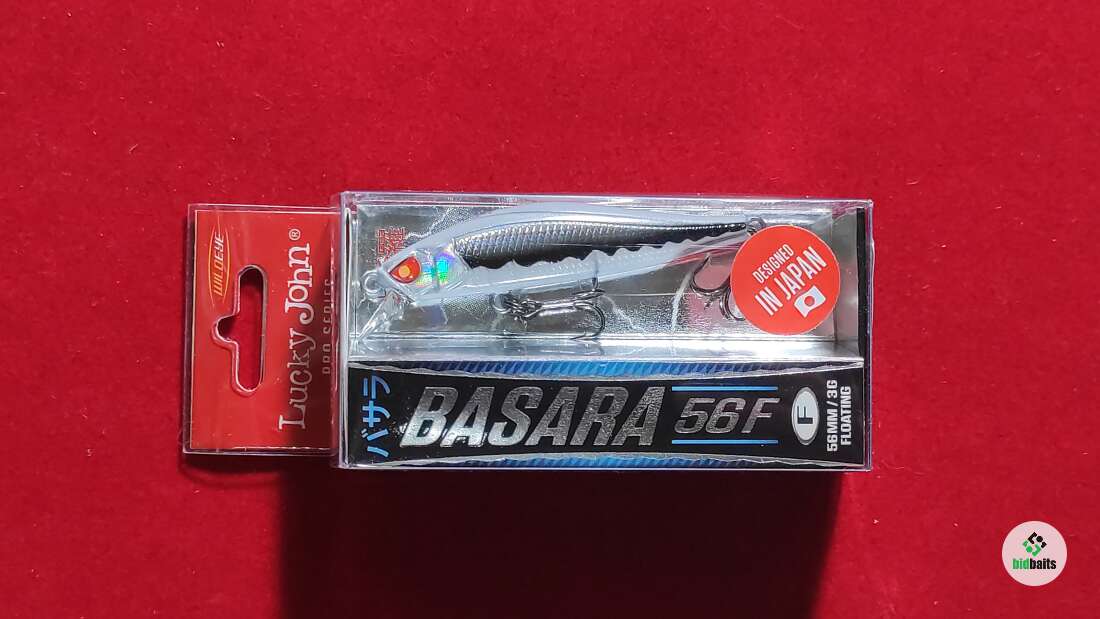 WILDEYE
Lucky John®
PRO SERIES
DESIGNED
IN JAPAN
バサラ
BASARA
56F
F
56MM / 3G
FLOATING
bidbaits